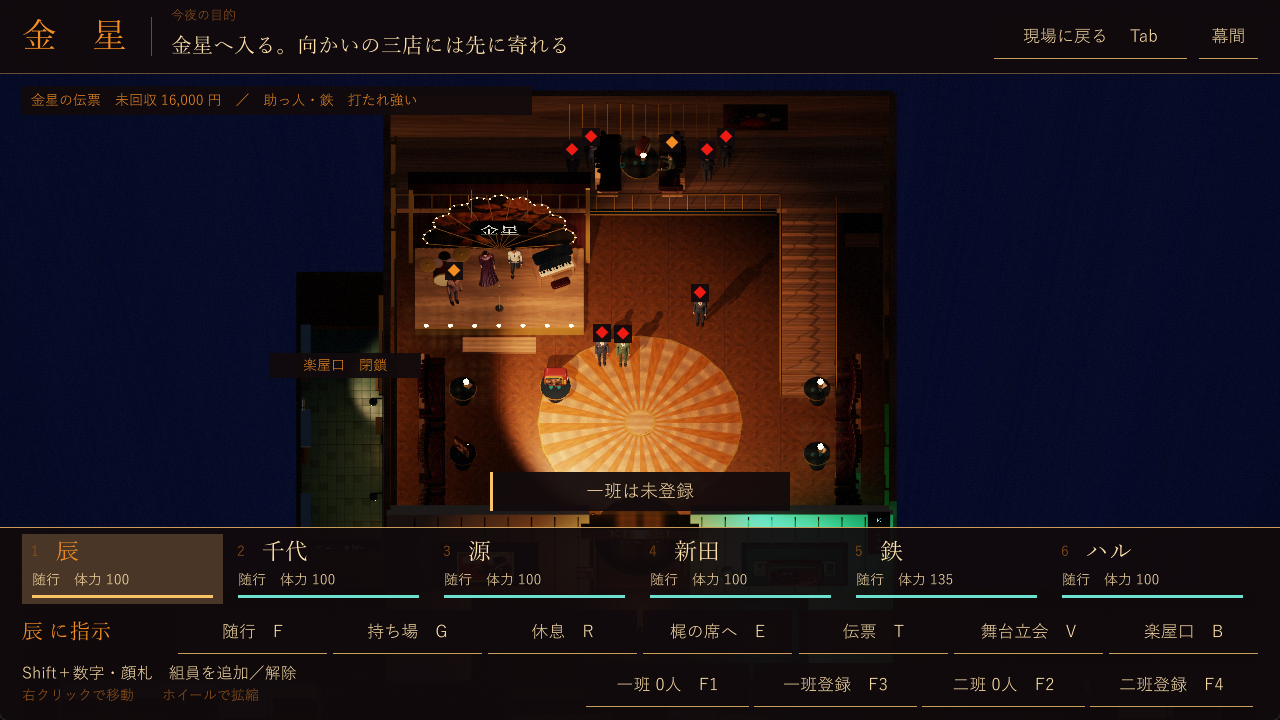 金 星
今夜の目的
金星へ入る。向かいの三店には先に寄れる
現場に戻る Tab
幕間
金星の伝票 未回収 16,000 円 ／ 助っ人・鉄 打たれ強い
金星
楽屋口 閉鎖
一班は未登録
1 辰
随行 体力 100
2 千代
随行 体力 100
3 源
随行 体力 100
4 新田
随行 体力 100
5 鉄
随行 体力 135
6 ハル
随行 体力 100
辰 に指示
随行 F
持ち場 G
休息 R
梶の席へ E
伝票 T
舞台立会 V
楽屋口 B
Shift＋数字・顔札 組員を追加／解除
右クリックで移動 ホイールで拡縮
一班 0人 F1
一班登録 F3
二班 0人 F2
二班登録 F4